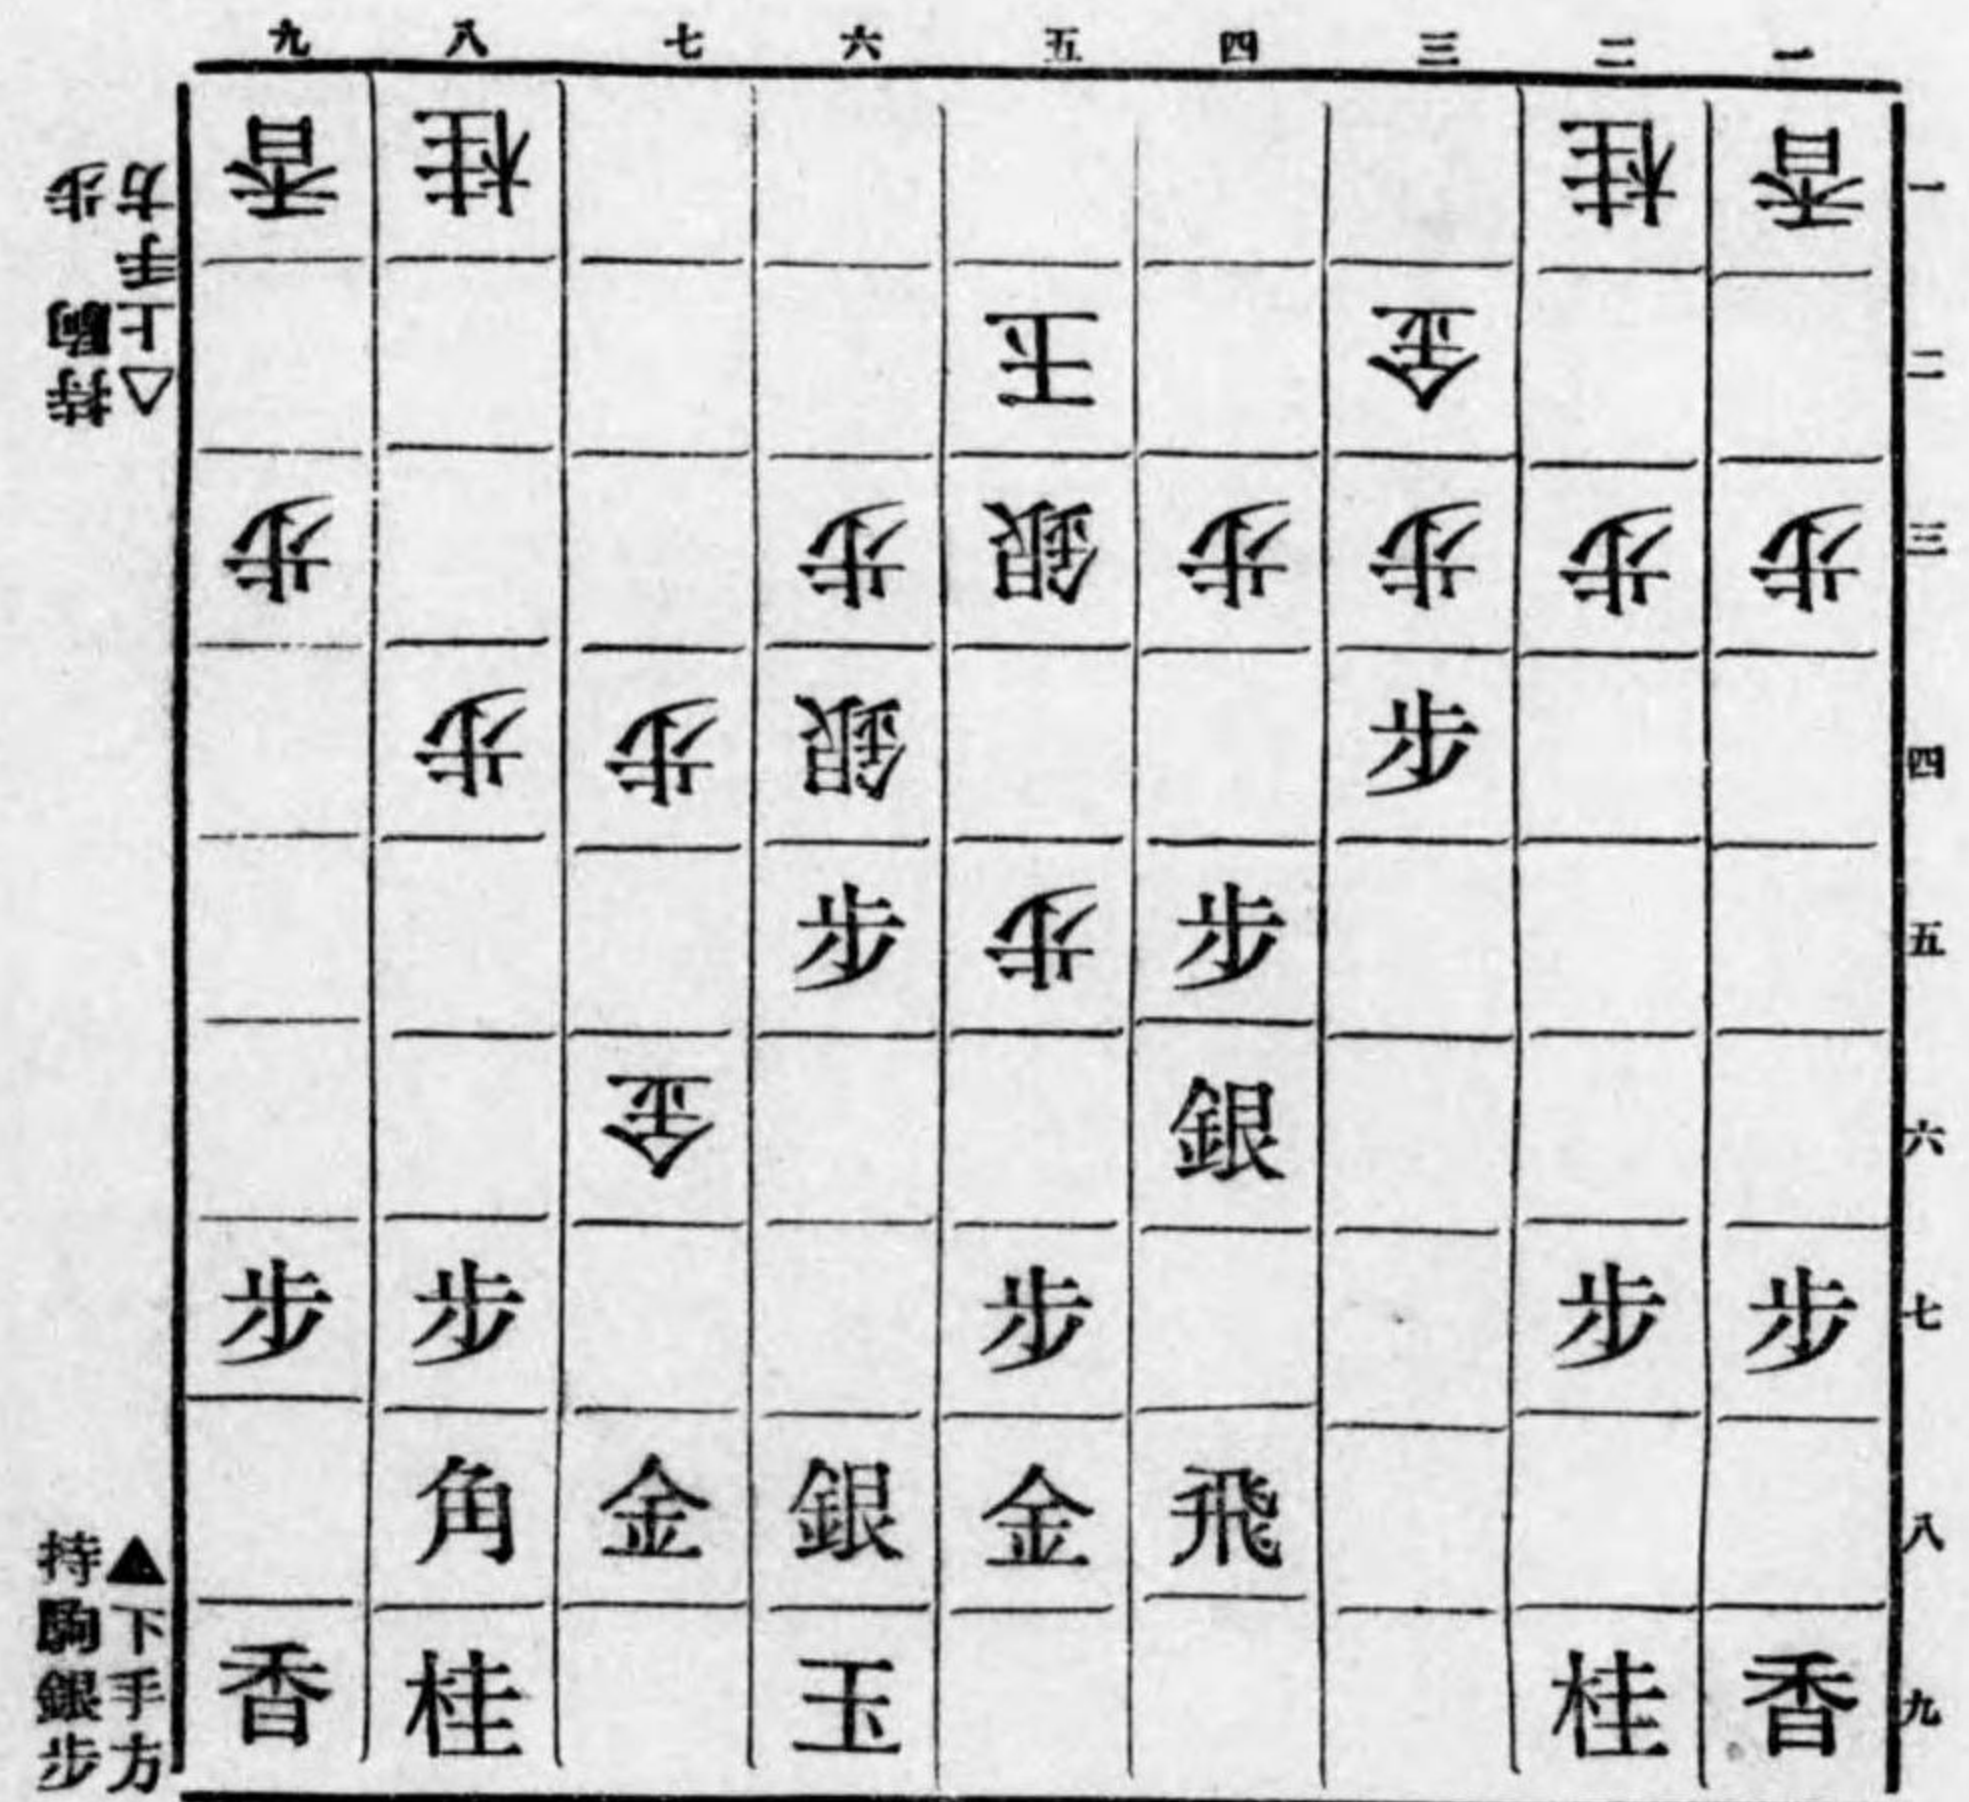 九 八 七 六 五 四 三 二 一
香 桂 桂 香 一
玉 金 二
歩 歩 銀 歩 歩 歩 歩 三
歩 歩 銀 歩 四
歩 歩 歩 五
金 銀 六
歩 歩 歩 歩 歩 七
角 金 銀 金 飛 八
香 桂 玉 桂 香 九
△上手方
持駒 歩
▲下手方
持駒銀歩